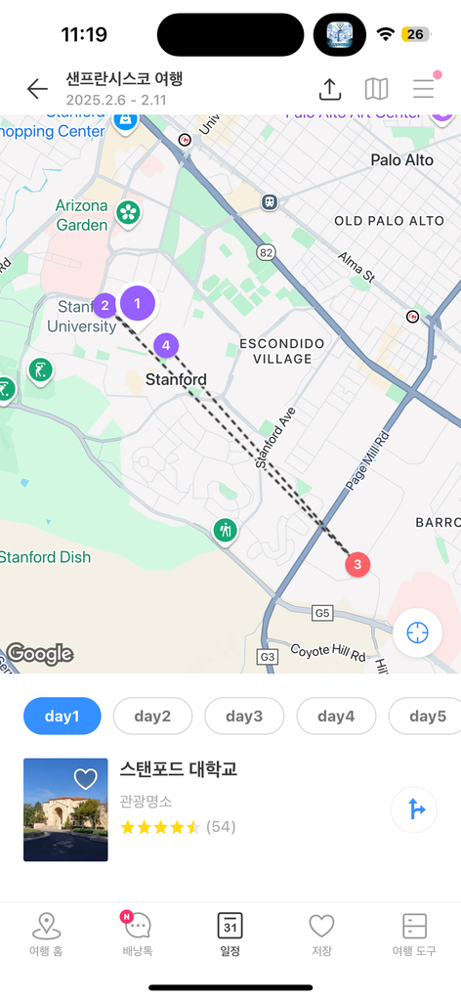 11:19
26
샌프란시스코 여행
2025.2.6 - 2.11
Stanford
hopping Center
Univ
Palo Alto Art Center
Palo Alto
Arizona
Garden
OLD PALO ALTO
Rd
82
Alma St
Stanf
University
2
1
4
ESCONDIDO
VILLAGE
Stanford
Stanford Ave
Page Mill Rd
BARRO
Stanford Dish
3
G5
G3
Coyote Hill Rd
Hil
Google
day1
day2
day3
day4
day5
스탠포드 대학교
관광명소
(54)
N
31
여행 홈
배낭톡
일정
저장
여행 도구